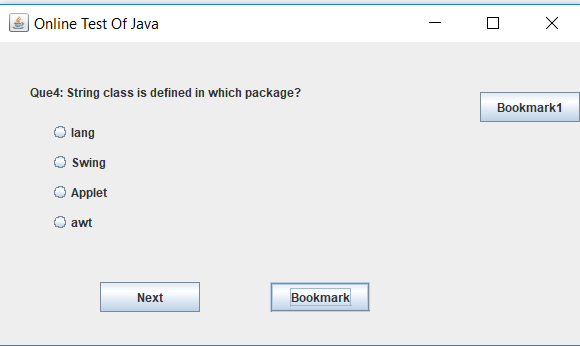 Online Test Of Java
Que4: String class is defined in which package?
Bookmark1
lang
Swing
Applet
awt
Next
Bookmark